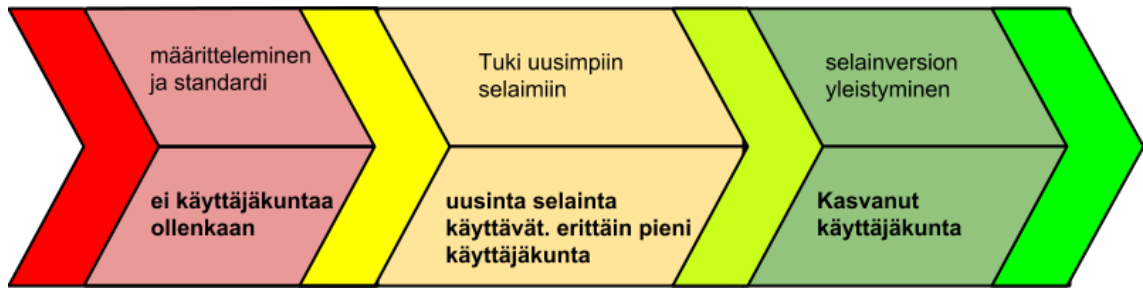 määritteleminen
ja standardi
Tuki uusimpiin
selaimiin
selainversion
yleistyminen
ei käyttäjäkuntaa
ollenkaan
uusinta selainta
käyttävät. erittäin pieni
käyttäjäkunta
Kasvanut
käyttäjäkunta